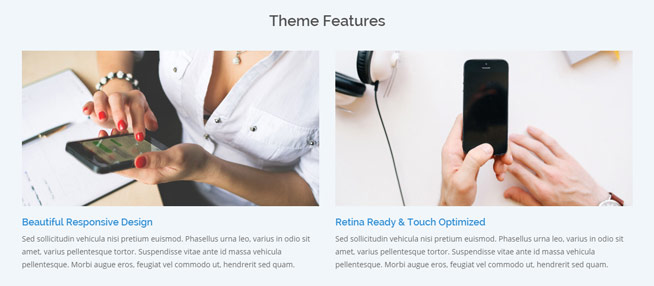 Theme Features
Beautiful Responsive Design
Sed sollicitudin vehicula nisi pretium euismod. Phasellus urna leo, varius in odio sit
amet, varius pellentesque tortor. Suspendisse vitae ante id massa vehicula
pellentesque. Morbi augue eros, feugiat vel commodo ut, hendrerit sed quam.
Retina Ready & Touch Optimized
Sed sollicitudin vehicula nisi pretium euismod. Phasellus urna leo, varius in odio sit
amet, varius pellentesque tortor. Suspendisse vitae ante id massa vehicula
pellentesque. Morbi augue eros, feugiat vel commodo ut, hendrerit sed quam.